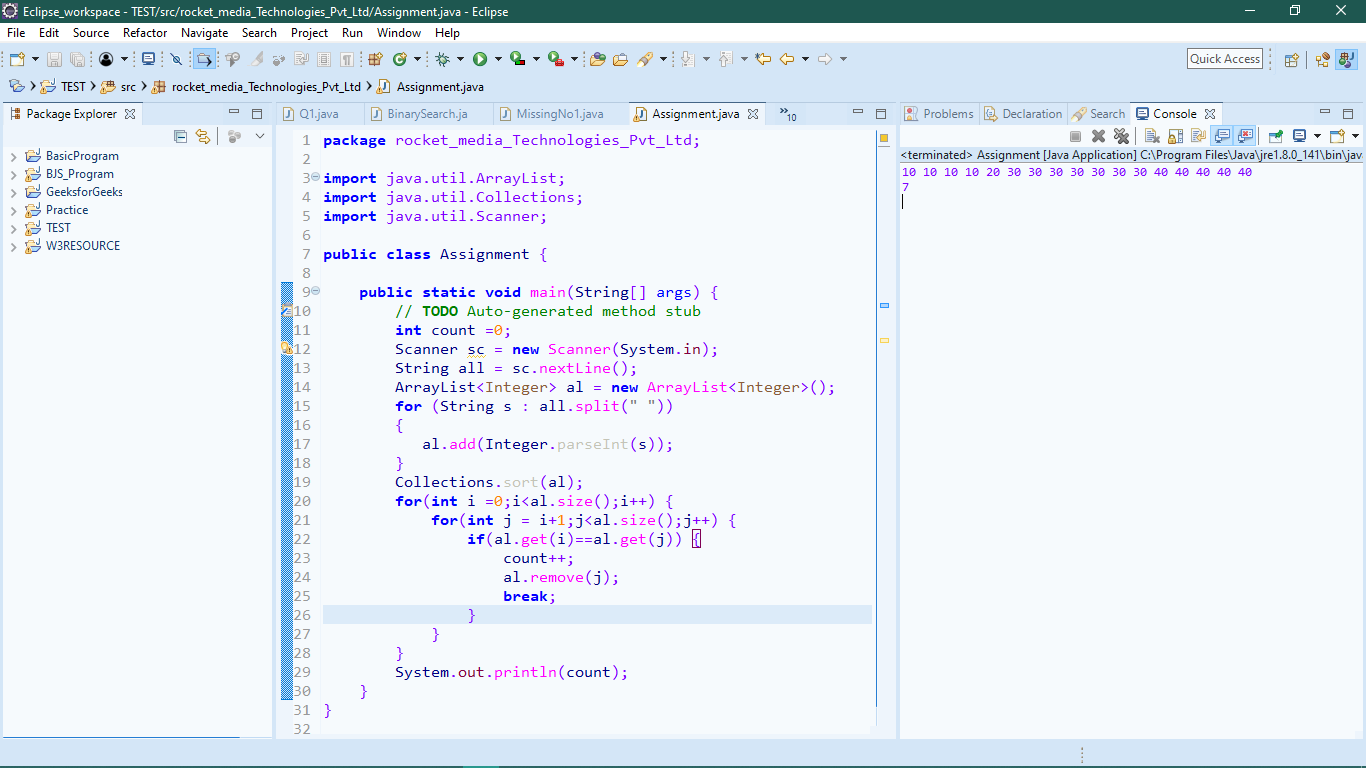 Eclipse_workspace - TEST/src/rocket_media_Technologies_Pvt_Ltd/Assignment.java - Eclipse
File Edit Source Refactor Navigate Search Project Run Window Help
Quick Access
TEST src rocket_media_Technologies_Pvt_Ltd Assignment.java
Package Explorer
BasicProgram
BJS_Program
GeeksforGeeks
Practice
TEST
W3RESOURCE
Q1.java BinarySearch.ja MissingNo1.java Assignment.java »10
1 package rocket_media_Technologies_Pvt_Ltd;
2
3 import java.util.ArrayList;
4 import java.util.Collections;
5 import java.util.Scanner;
6
7 public class Assignment {
8
9     public static void main(String[] args) {
10         // TODO Auto-generated method stub
11         int count =0;
12         Scanner sc = new Scanner(System.in);
13         String all = sc.nextLine();
14         ArrayList<Integer> al = new ArrayList<Integer>();
15         for (String s : all.split(" "))
16         {
17            al.add(Integer.parseInt(s));
18         }
19         Collections.sort(al);
20         for(int i =0;i<al.size();i++) {
21             for(int j = i+1;j<al.size();j++) {
22                 if(al.get(i)==al.get(j)) {
23                     count++;
24                     al.remove(j);
25                     break;
26                 }
27             }
28         }
29         System.out.println(count);
30     }
31 }
32
Problems Declaration Search Console
<terminated> Assignment [Java Application] C:\Program Files\Java\jre1.8.0_141\bin\jav
10 10 10 10 20 30 30 30 30 30 30 30 40 40 40 40 40
7